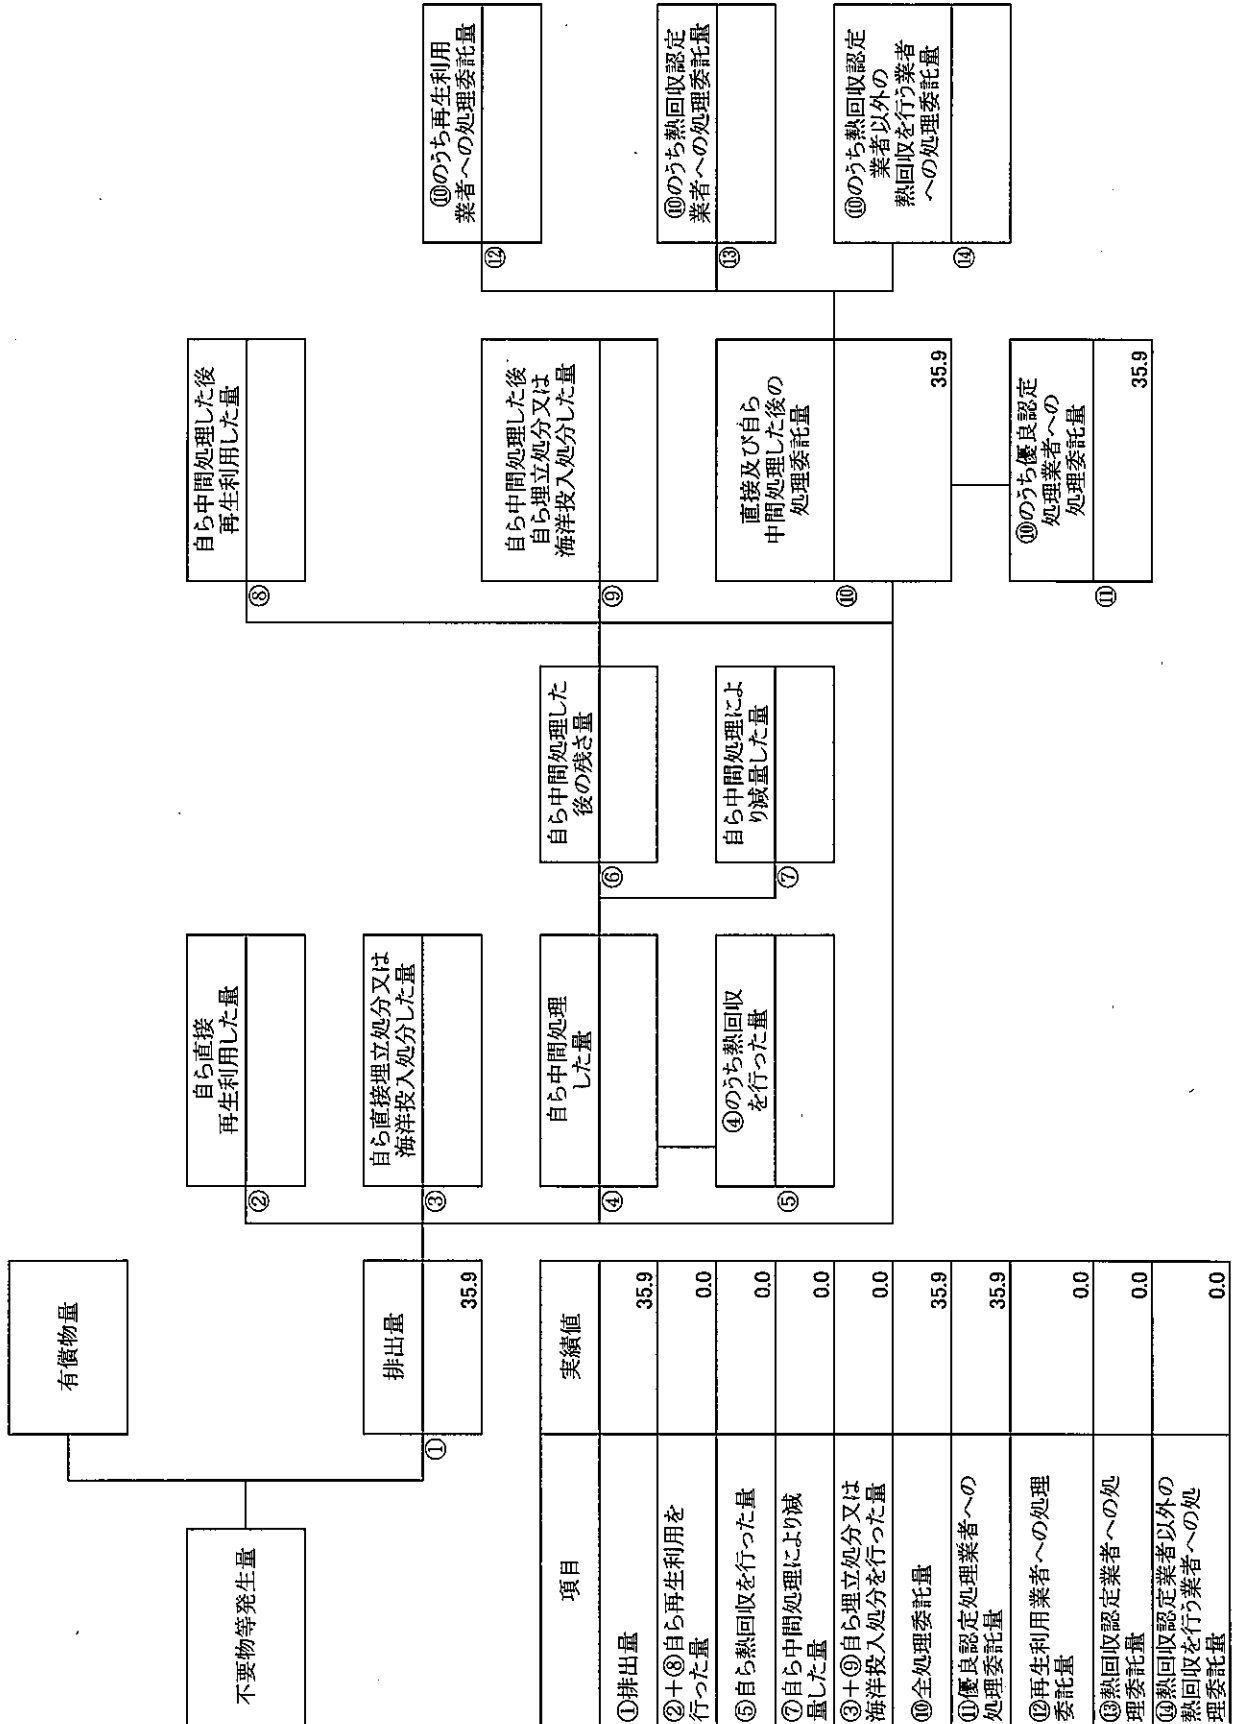 不要物等発生量
有償物量
排出量
①
35.9
②
自ら直接
再生利用した量
③
自ら直接埋立処分又は
海洋投入処分した量
④
自ら中間処理
した量
⑤
④のうち熱回収
を行った量
⑥
自ら中間処理した
後の残さ量
⑦
自ら中間処理によ
り減量した量
⑧
自ら中間処理した後
再生利用した量
⑨
自ら中間処理した後
自ら埋立処分又は
海洋投入処分した量
⑩
直接及び自ら
中間処理した後の
処理委託量
35.9
⑪
⑩のうち優良認定
処理業者への
処理委託量
35.9
⑫
⑩のうち再生利用
業者への処理委託量
⑬
⑩のうち熱回収認定
業者への処理委託量
⑭
⑩のうち熱回収認定
業者以外の
熱回収を行う業者
への処理委託量
項目 実績値
①排出量 35.9
②+⑧自ら再生利用を
行った量 0.0
⑤自ら熱回収を行った量 0.0
⑦自ら中間処理により減
量した量 0.0
③+⑨自ら埋立処分又は
海洋投入処分を行った量 0.0
⑩全処理委託量 35.9
⑪優良認定処理業者への
処理委託量 35.9
⑫再生利用業者への処理
委託量 0.0
⑬熱回収認定業者への処
理委託量 0.0
⑭熱回収認定業者以外の
熱回収を行う業者への処
理委託量 0.0